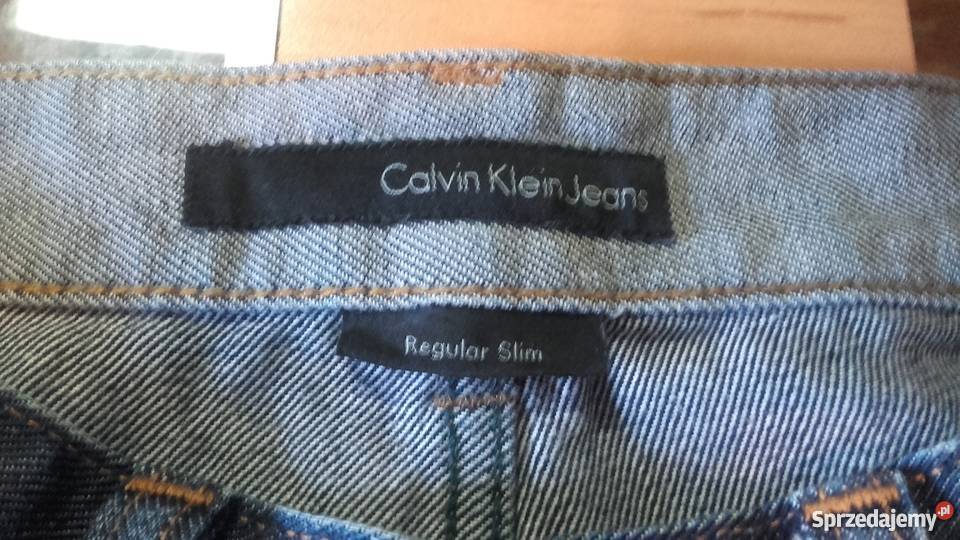 Calvin Klein Jeans
Regular Slim
Sprzedajemy.pl